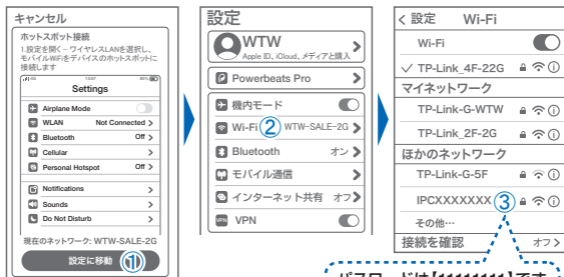 キャンセル
ホットスポット接続
1.設定を開く – ワイヤレスLANを選択し、
モバイルWiFiをデバイスのホットスポットに
接続します
Settings
Airplane Mode
WLAN Not Connected >
Bluetooth Off >
Cellular >
Personal Hotspot Off >
Notifications >
Sounds >
Do Not Disturb >
現在のネットワーク: WTW-SALE-2G
設定に移動 ①
設定
WTW
Apple ID、iCloud、メディアと購入 >
Powerbeats Pro >
機内モード
Wi-Fi ② WTW-SALE-2G >
Bluetooth オン >
モバイル通信 >
インターネット共有 オフ >
VPN
< 設定 Wi-Fi
Wi-Fi
✓ TP-Link_4F-22G
マイネットワーク
TP-Link-G-WTW
TP-Link_2F-2G
ほかのネットワーク
TP-Link-G-5F
IPCXXXXXXX ③
その他…
接続を確認 オフ >
パスワードは【11111111】です